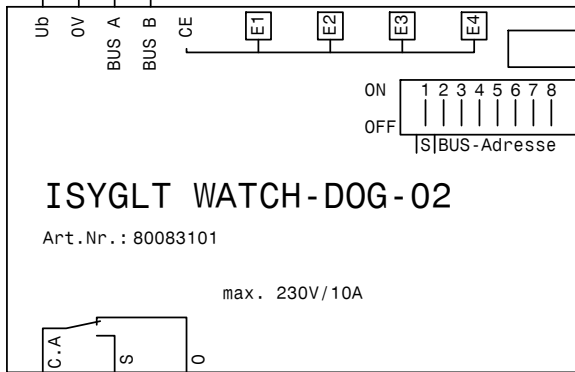 Ub 0V BUS A BUS B CE E1 E2 E3 E4
ON 1 2 3 4 5 6 7 8
OFF
S BUS-Adresse
ISYGLT WATCH-DOG-02
Art.Nr.: 80083101
max. 230V/10A
C.A S O